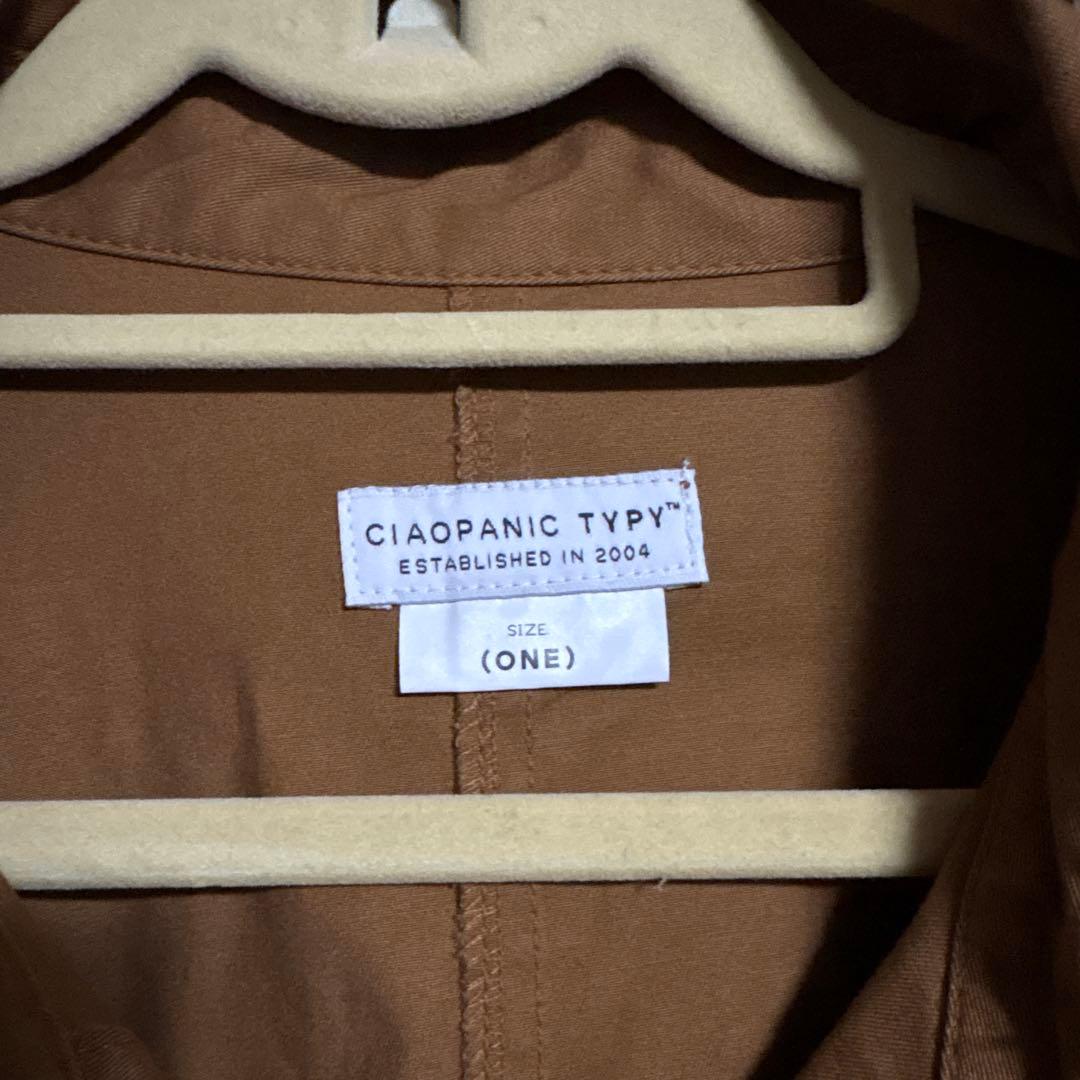 CIAOPANIC TYPY™
ESTABLISHED IN 2004
SIZE
(ONE)